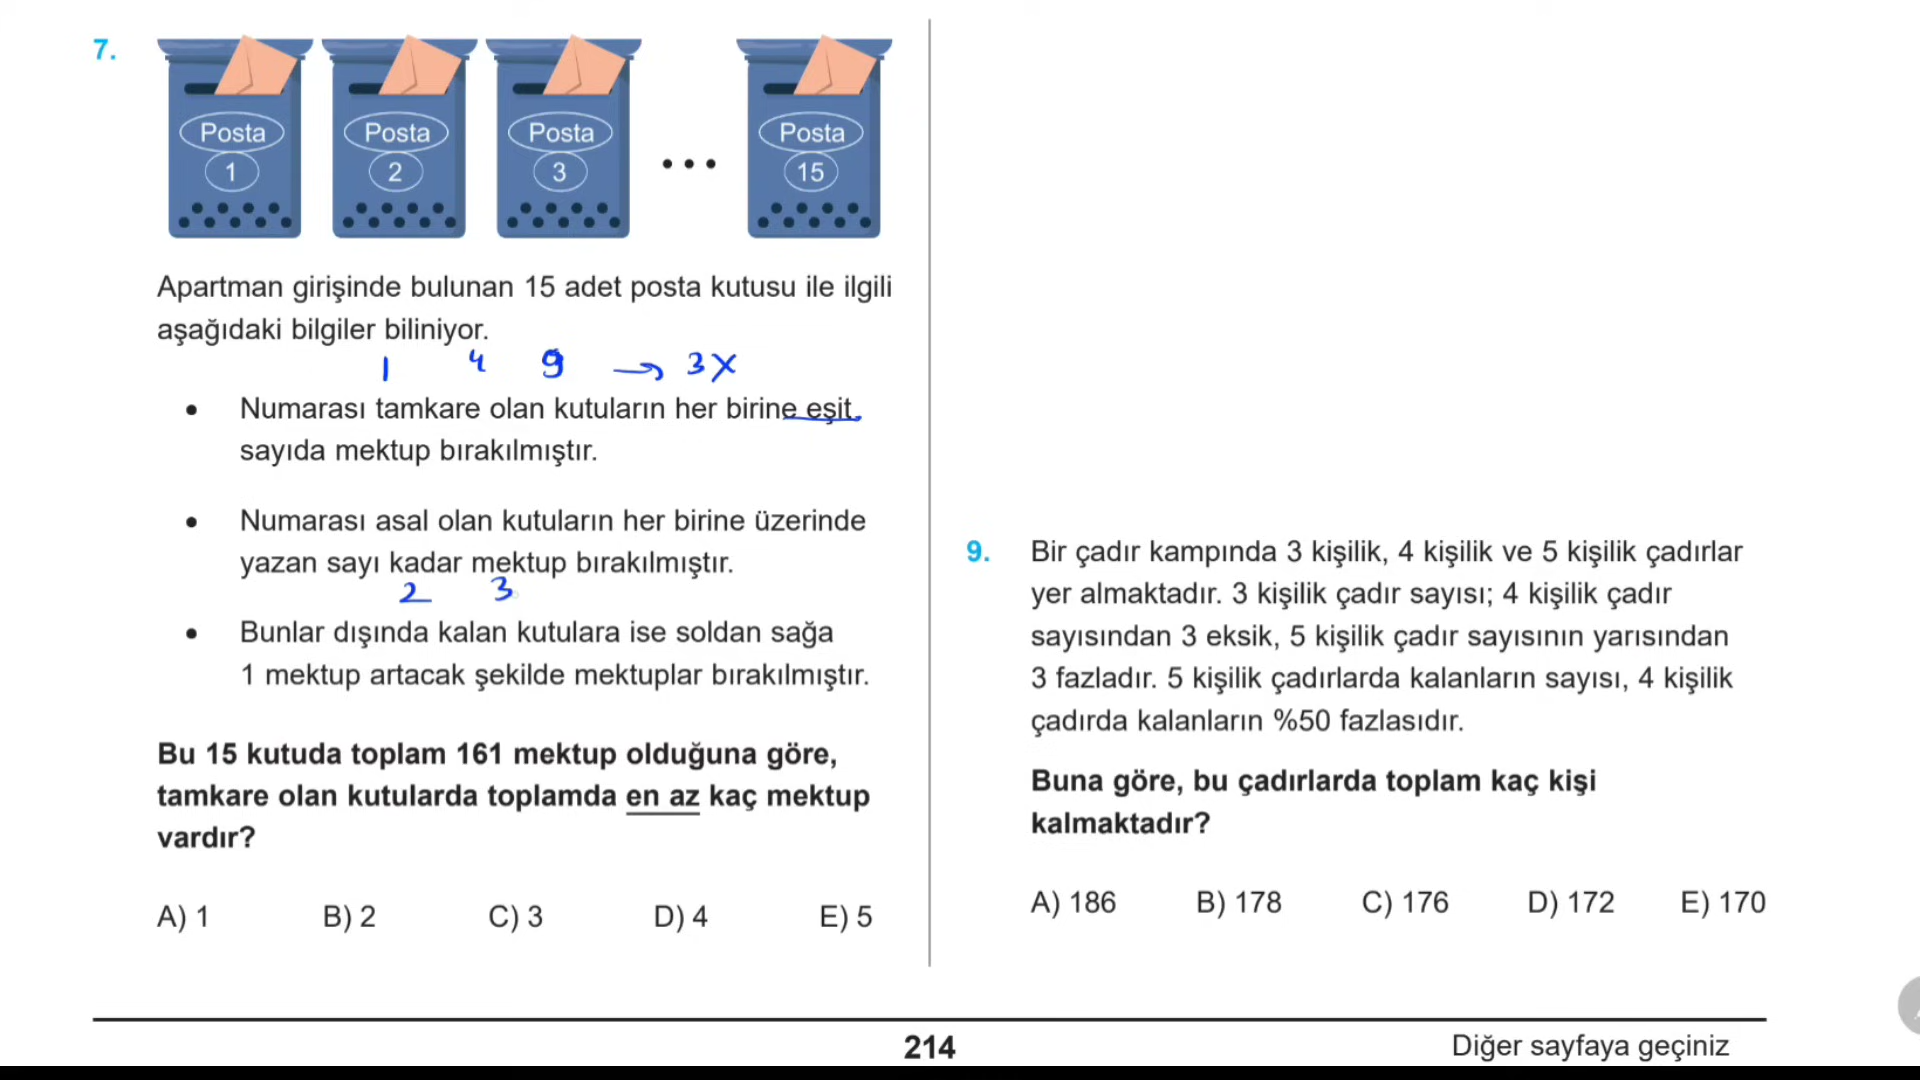 7.
Posta
1
Posta
2
Posta
3
...
Posta
15
Apartman girişinde bulunan 15 adet posta kutusu ile ilgili
aşağıdaki bilgiler biliniyor.
1 4 9 → 3x
• Numarası tamkare olan kutuların her birine eşit
sayıda mektup bırakılmıştır.
• Numarası asal olan kutuların her birine üzerinde
yazan sayı kadar mektup bırakılmıştır.
2 3
• Bunlar dışında kalan kutulara ise soldan sağa
1 mektup artacak şekilde mektuplar bırakılmıştır.
Bu 15 kutuda toplam 161 mektup olduğuna göre,
tamkare olan kutularda toplamda en az kaç mektup
vardır?
A) 1 B) 2 C) 3 D) 4 E) 5
9. Bir çadır kampında 3 kişilik, 4 kişilik ve 5 kişilik çadırlar
yer almaktadır. 3 kişilik çadır sayısı; 4 kişilik çadır
sayısından 3 eksik, 5 kişilik çadır sayısının yarısından
3 fazladır. 5 kişilik çadırlarda kalanların sayısı, 4 kişilik
çadırda kalanların %50 fazlasıdır.
Buna göre, bu çadırlarda toplam kaç kişi
kalmaktadır?
A) 186 B) 178 C) 176 D) 172 E) 170
214
Diğer sayfaya geçiniz